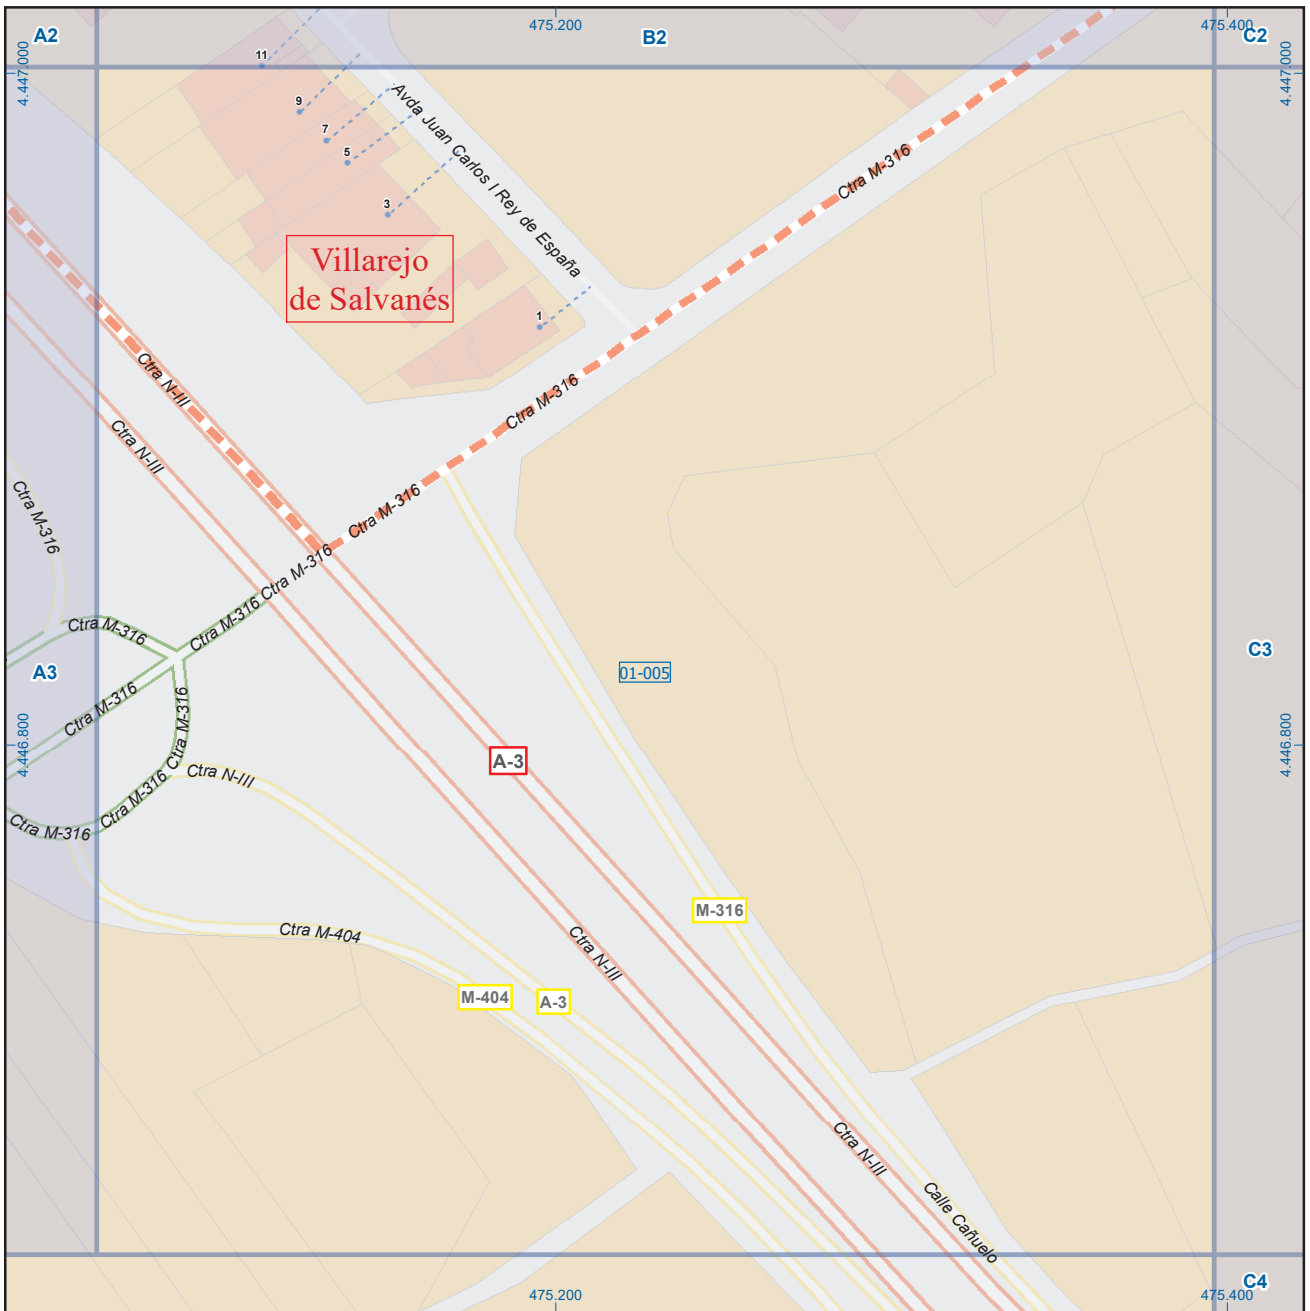 475.200
475.400
A2
B2
C2
4.447.000
4.447.000
11
9
7
5
3
1
Avda Juan Carlos I Rey de España
Ctra M-316
Villarejo
de Salvanés
Ctra N-III
Ctra M-316
Ctra N-III
Ctra M-316
Ctra M-316
Ctra M-316
Ctra M-316
Ctra M-316
A3
01-005
C3
Ctra M-316
Ctra M-316
4.446.800
4.446.800
A-3
Ctra N-III
Ctra M-316
Ctra M-316
M-316
Ctra M-404
Ctra N-III
M-404
A-3
Ctra N-III
Calle Cañuelo
C4
475.200
475.400